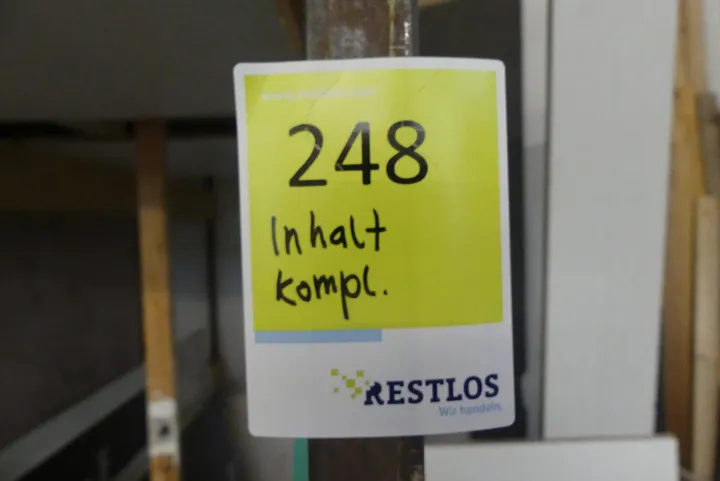 248
Inhalt
kompl.
RESTLOS
Wir handeln.